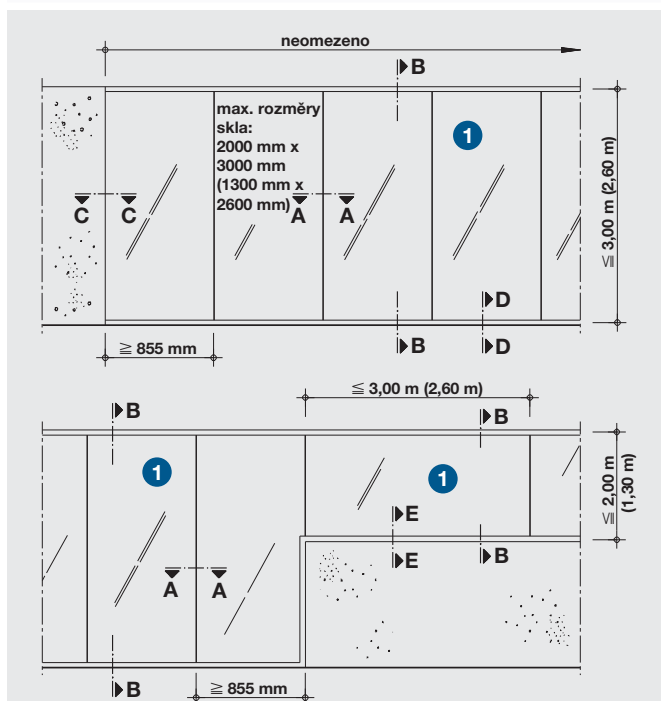 neomezeno
B
max. rozměry
skla:
2000 mm x
3000 mm
(1300 mm x
2600 mm)
1
≦ 3,00 m (2,60 m)
C
C
A
A
D
B
D
≧ 855 mm
≦ 3,00 m (2,60 m)
B
B
1
1
≦ 2,00 m
(1,30 m)
E
E
B
A
A
B
≧ 855 mm